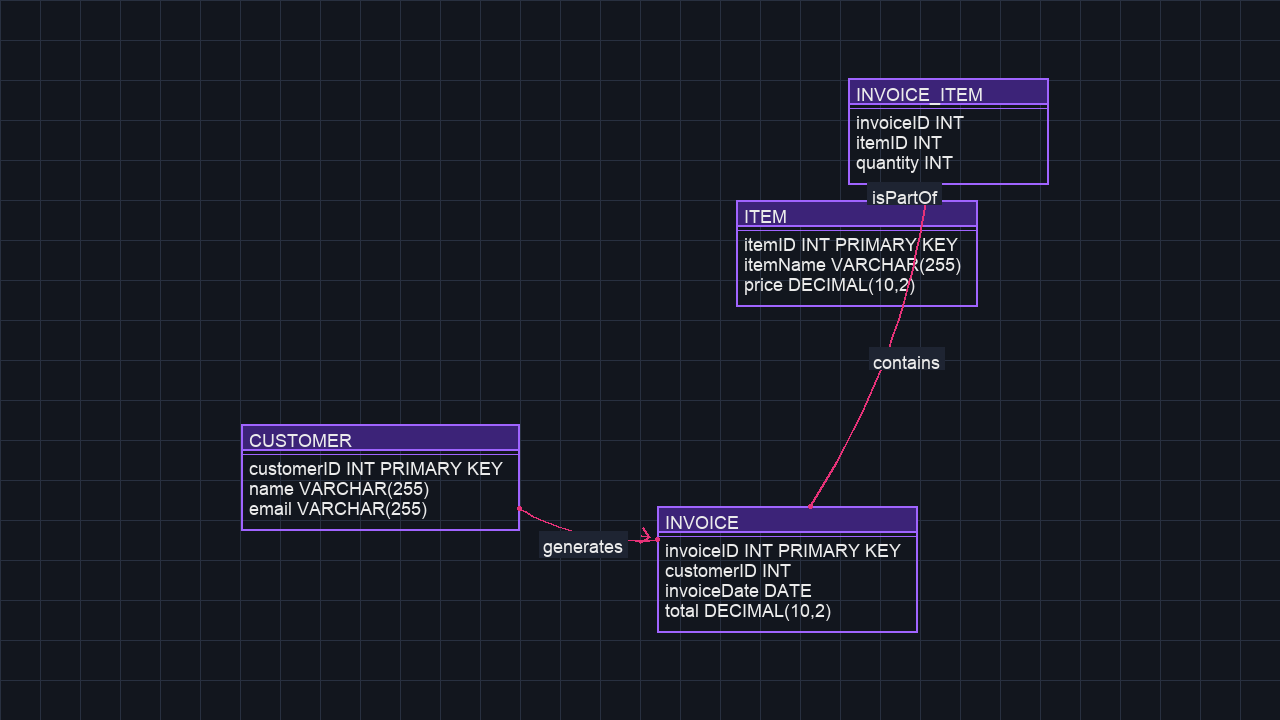 INVOICE_ITEM
invoiceID INT
itemID INT
quantity INT
isPartOf
ITEM
itemID INT PRIMARY KEY
itemName VARCHAR(255)
price DECIMAL(10,2)
contains
CUSTOMER
customerID INT PRIMARY KEY
name VARCHAR(255)
email VARCHAR(255)
generates
INVOICE
invoiceID INT PRIMARY KEY
customerID INT
invoiceDate DATE
total DECIMAL(10,2)